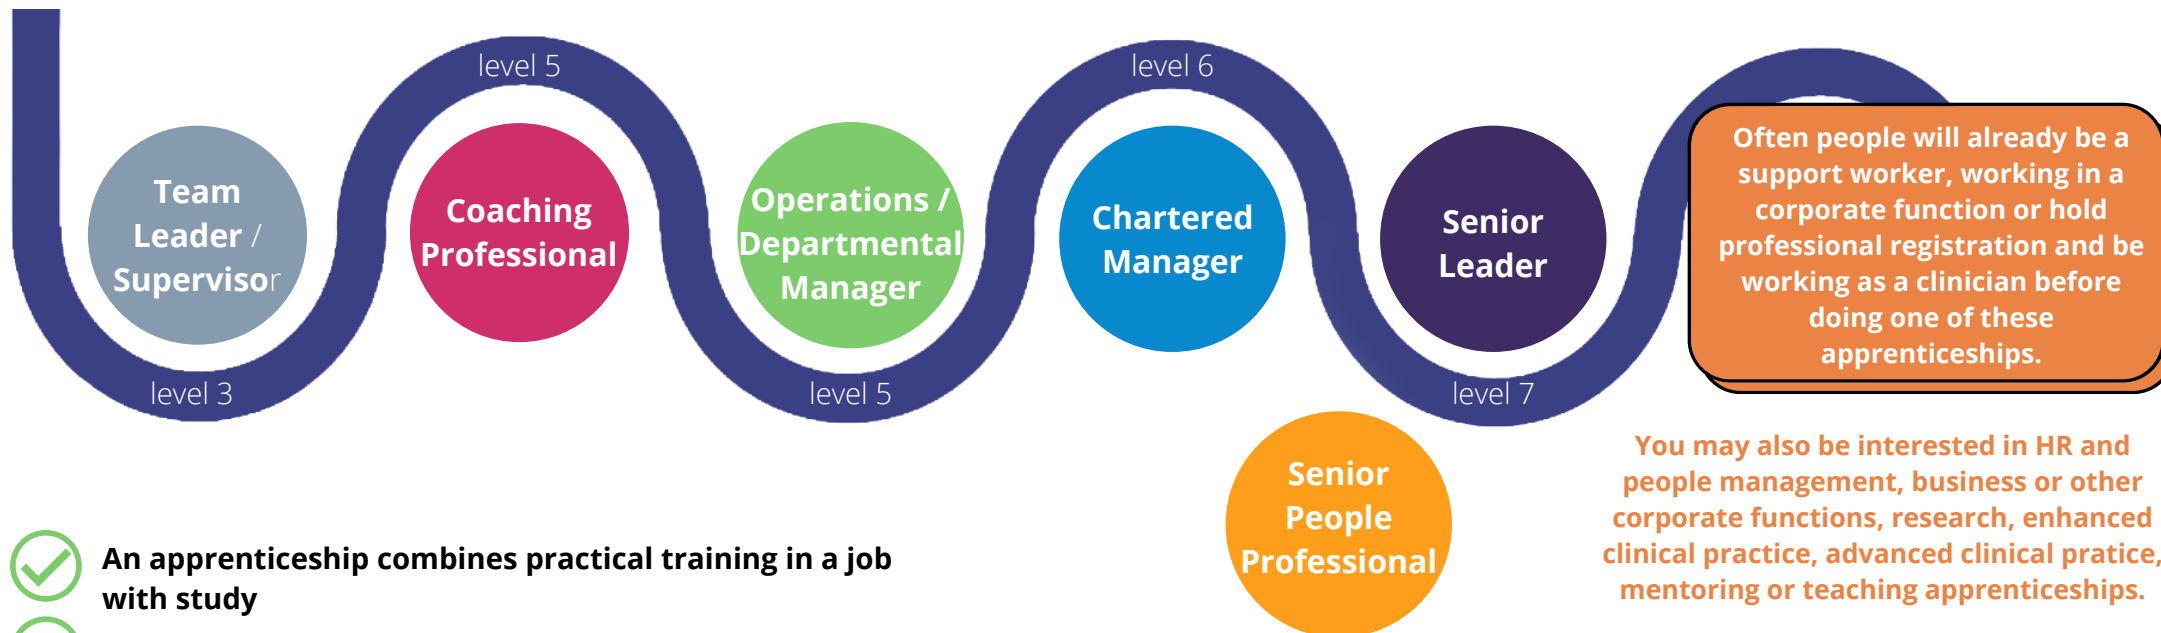 level 5
level 6
Often people will already be a
support worker, working in a
corporate function or hold
professional registration and be
working as a clinician before
doing one of these
apprenticeships.
Team
Leader /
Supervisor
Coaching
Professional
Operations /
Departmental
Manager
Chartered
Manager
Senior
Leader
level 3
level 5
level 7
Senior
People
Professional
You may also be interested in HR and
people management, business or other
corporate functions, research, enhanced
clinical practice, advanced clinical pratice,
mentoring or teaching apprenticeships.
An apprenticeship combines practical training in a job
with study